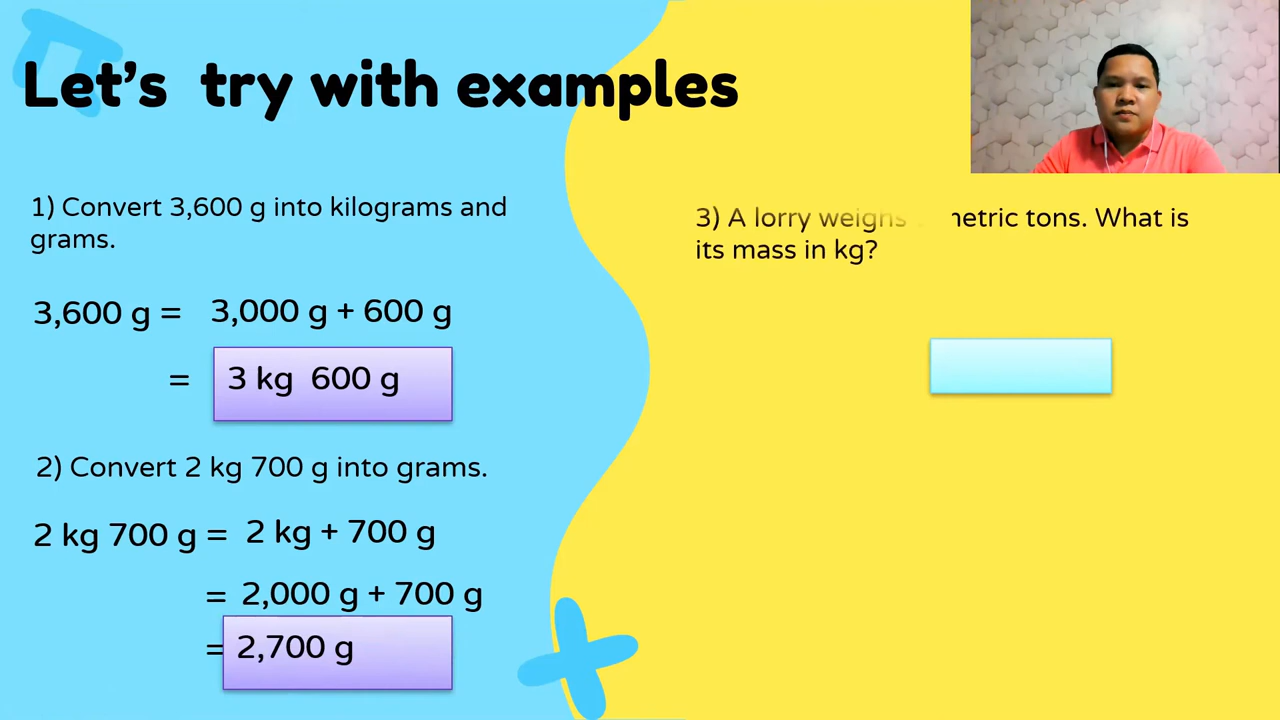 Let's try with examples
1) Convert 3,600 g into kilograms and
grams.
3,600 g = 3,000 g + 600 g
= 3 kg 600 g
2) Convert 2 kg 700 g into grams.
2 kg 700 g = 2 kg + 700 g
= 2,000 g + 700 g
= 2,700 g
3) A lorry weighs tons. What is
its mass in kg?